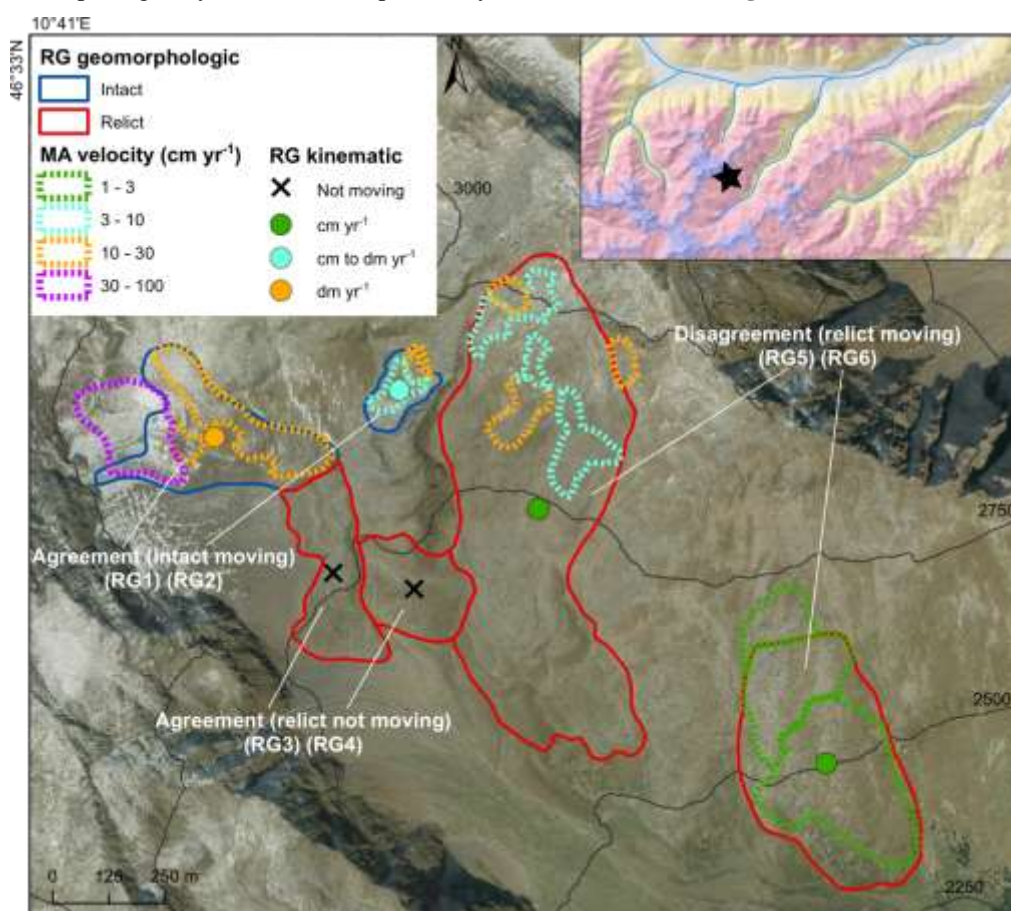 10°41'E
46°33'N
N
RG geomorphologic
Intact
Relict
MA velocity (cm yr⁻¹)
1 - 3
3 - 10
10 - 30
30 - 100
RG kinematic
Not moving
cm yr⁻¹
cm to dm yr⁻¹
dm yr⁻¹
3000
Disagreement (relict moving)
(RG5) (RG6)
2750
Agreement (intact moving)
(RG1) (RG2)
Agreement (relict not moving)
(RG3) (RG4)
2500
0 125 250 m
2250